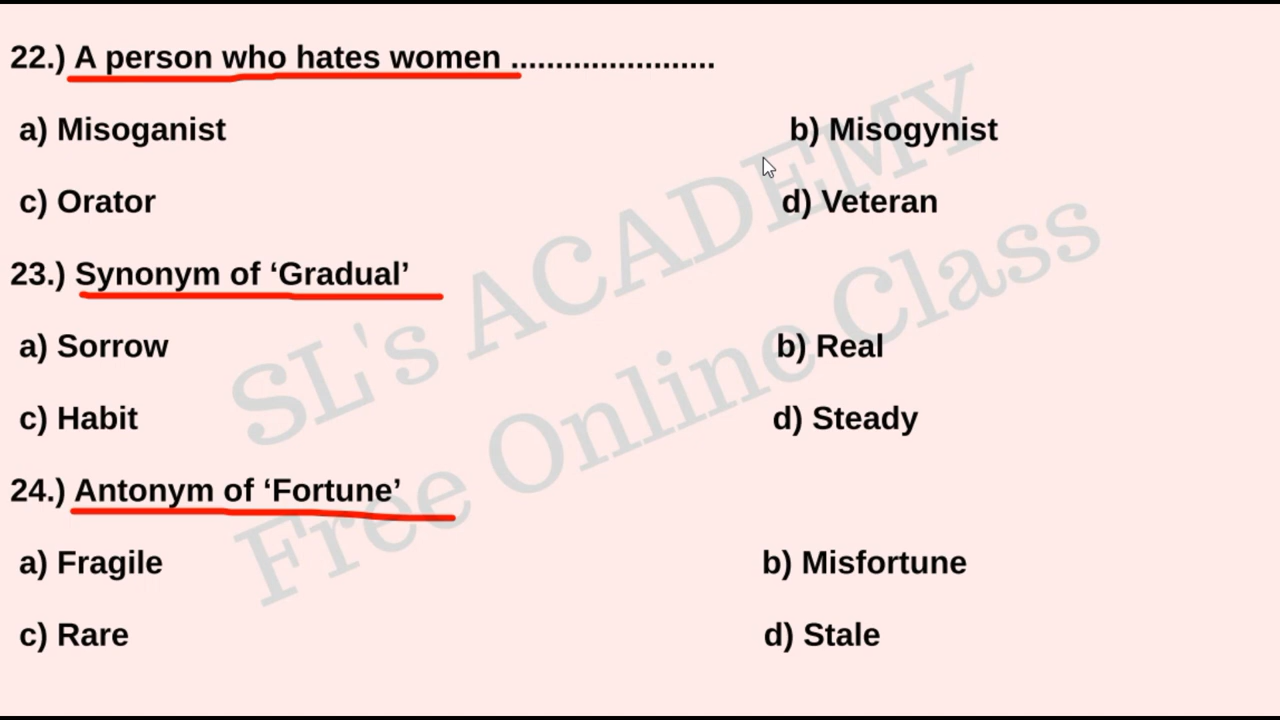 22.) A person who hates women .......................
a) Misoganist b) Misogynist
c) Orator d) Veteran
23.) Synonym of ‘Gradual’
a) Sorrow b) Real
c) Habit d) Steady
24.) Antonym of ‘Fortune’
a) Fragile b) Misfortune
c) Rare d) Stale
SL's ACADEMY
Free Online Class